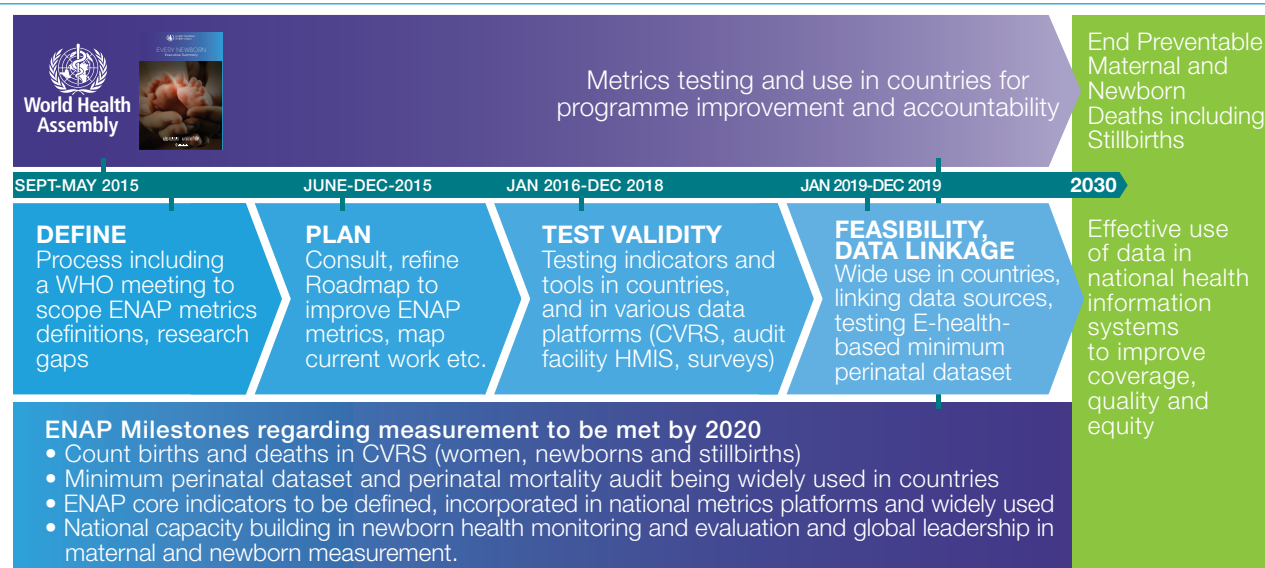 World Health
Assembly
EVERY NEWBORN
Executive Summary
Metrics testing and use in countries for
programme improvement and accountability
End Preventable
Maternal and
Newborn
Deaths including
Stillbirths
SEPT-MAY 2015
JUNE-DEC-2015
JAN 2016-DEC 2018
JAN 2019-DEC 2019
2030
DEFINE
Process including
a WHO meeting to
scope ENAP metrics
definitions, research
gaps
PLAN
Consult, refine
Roadmap to
improve ENAP
metrics, map
current work etc.
TEST VALIDITY
Testing indicators and
tools in countries,
and in various data
platforms (CVRS, audit
facility HMIS, surveys)
FEASIBILITY,
DATA LINKAGE
Wide use in countries,
linking data sources,
testing E-health-
based minimum
perinatal dataset
Effective use
of data in
national health
information
systems
to improve
coverage,
quality and
equity
ENAP Milestones regarding measurement to be met by 2020
• Count births and deaths in CVRS (women, newborns and stillbirths)
• Minimum perinatal dataset and perinatal mortality audit being widely used in countries
• ENAP core indicators to be defined, incorporated in national metrics platforms and widely used
• National capacity building in newborn health monitoring and evaluation and global leadership in
maternal and newborn measurement.